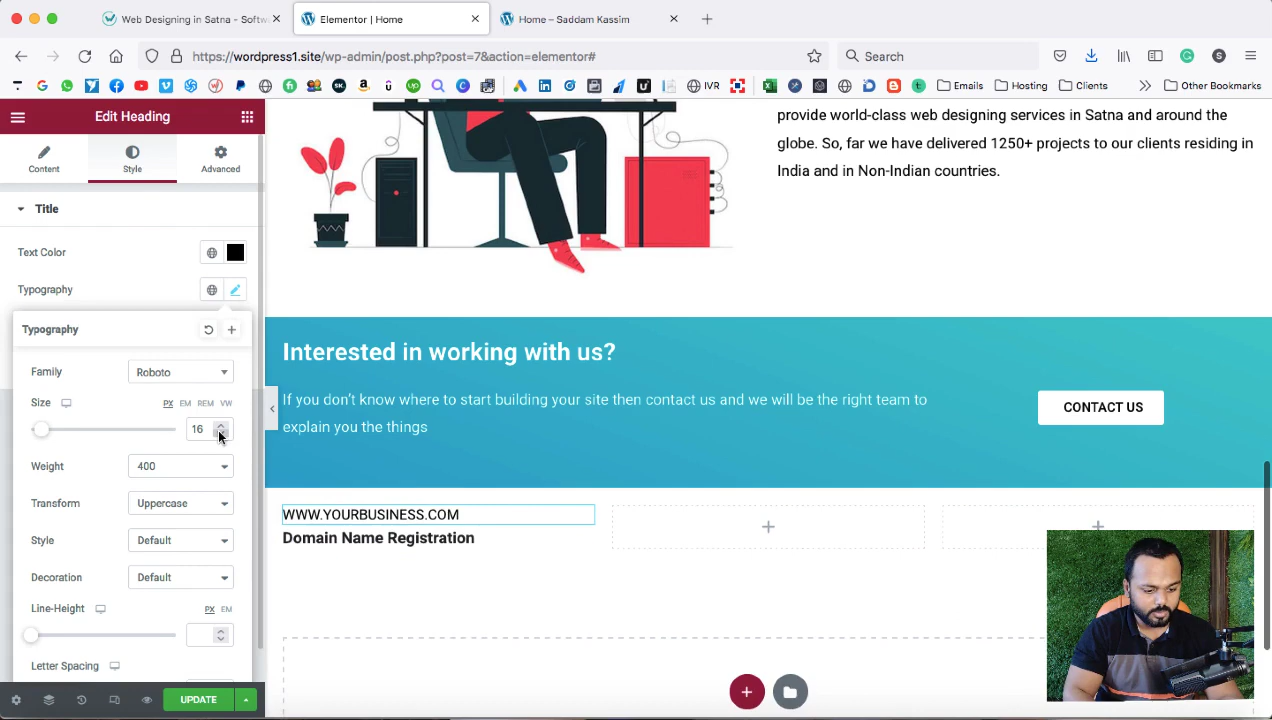 Web Designing in Satna - Softw
Elementor | Home
Home – Saddam Kassim
https://wordpress1.site/wp-admin/post.php?post=7&action=elementor#
Search
IVR
Emails
Hosting
Clients
Other Bookmarks
Edit Heading
Content
Style
Advanced
Title
Text Color
Typography
Typography
Family
Roboto
Size
PX EM REM VW
16
Weight
400
Transform
Uppercase
Style
Default
Decoration
Default
Line-Height
PX EM
Letter Spacing
UPDATE
provide world-class web designing services in Satna and around the
globe. So, far we have delivered 1250+ projects to our clients residing in
India and in Non-Indian countries.
Interested in working with us?
If you don't know where to start building your site then contact us and we will be the right team to
explain you the things
CONTACT US
WWW.YOURBUSINESS.COM
Domain Name Registration